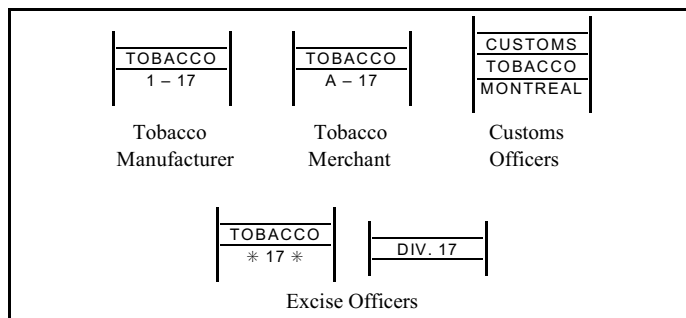 TOBACCO
1 – 17
Tobacco
Manufacturer
TOBACCO
A – 17
Tobacco
Merchant
CUSTOMS
TOBACCO
MONTREAL
Customs
Officers
TOBACCO
✳ 17 ✳
DIV. 17
Excise Officers